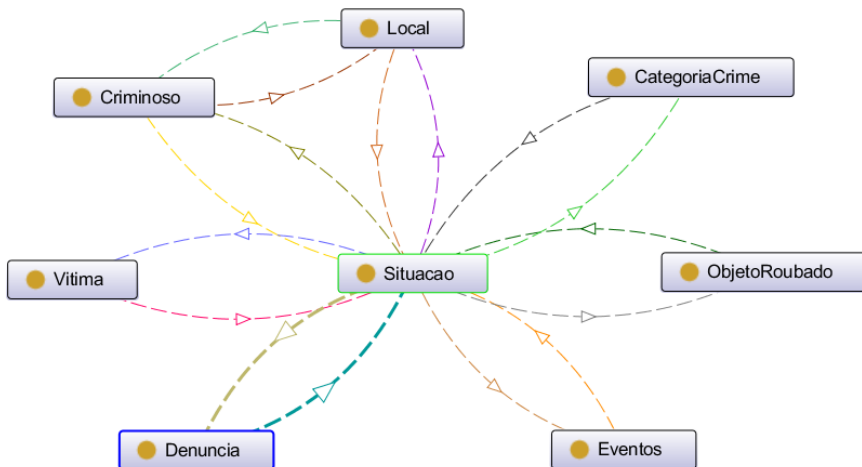 Local
CategoriaCrime
Criminoso
Vitima
Situacao
ObjetoRoubado
Denuncia
Eventos